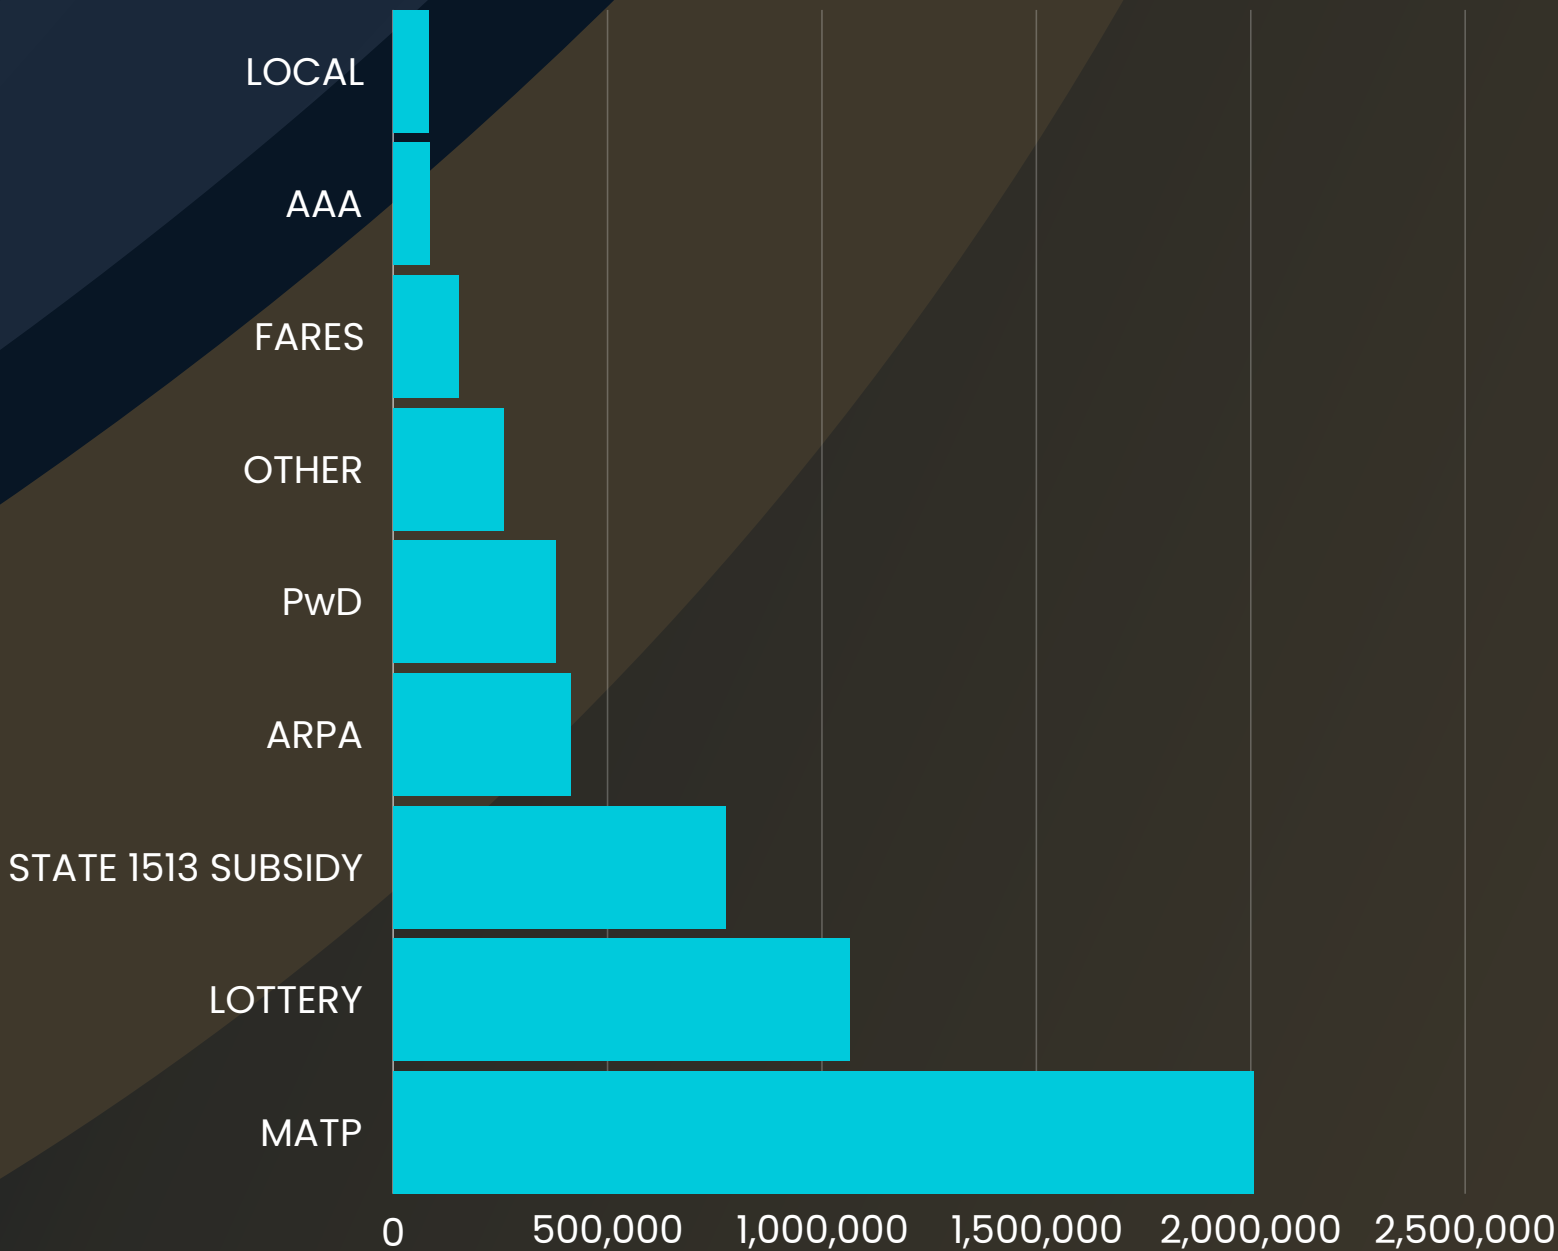 LOCAL
AAA
FARES
OTHER
PwD
ARPA
STATE 1513 SUBSIDY
LOTTERY
MATP
0 500,000 1,000,000 1,500,000 2,000,000 2,500,000